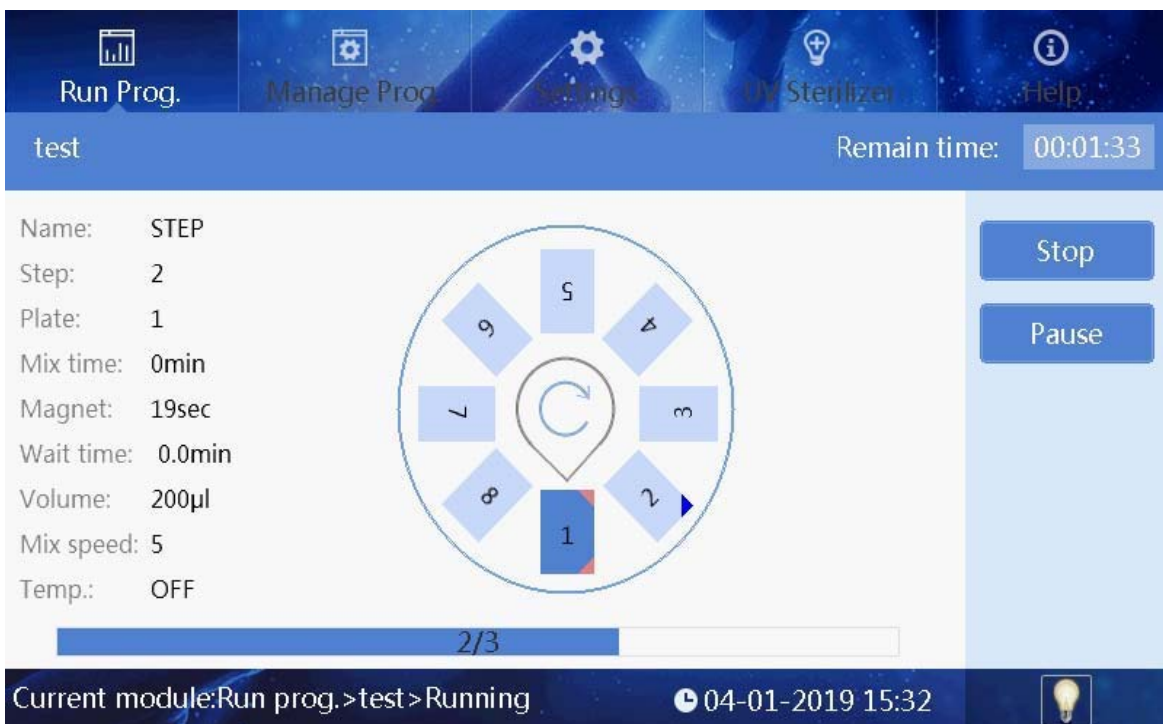 Run Prog.
Manage Prog.
Settings
UV Sterilizer
Help
test
Remain time: 00:01:33
Name: STEP
Step: 2
Plate: 1
Mix time: 0min
Magnet: 19sec
Wait time: 0.0min
Volume: 200µl
Mix speed: 5
Temp.: OFF
5
6
4
7
3
8
2
1
Stop
Pause
2/3
Current module:Run prog.>test>Running
04-01-2019 15:32